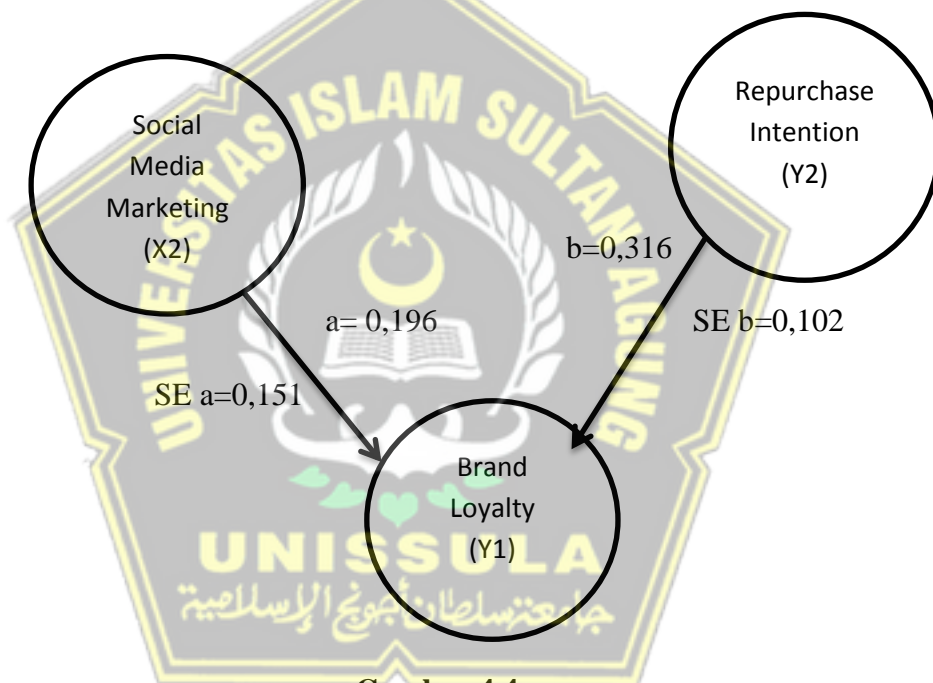 Social
Media
Marketing
(X2)
Repurchase
Intention
(Y2)
b=0,316
a= 0,196
SE b=0,102
SE a=0,151
Brand
Loyalty
(Y1)
UNIVERSITAS ISLAM SULTAN AGUNG
UNISSULA
جامعة سلطان أجونج الإسلامية